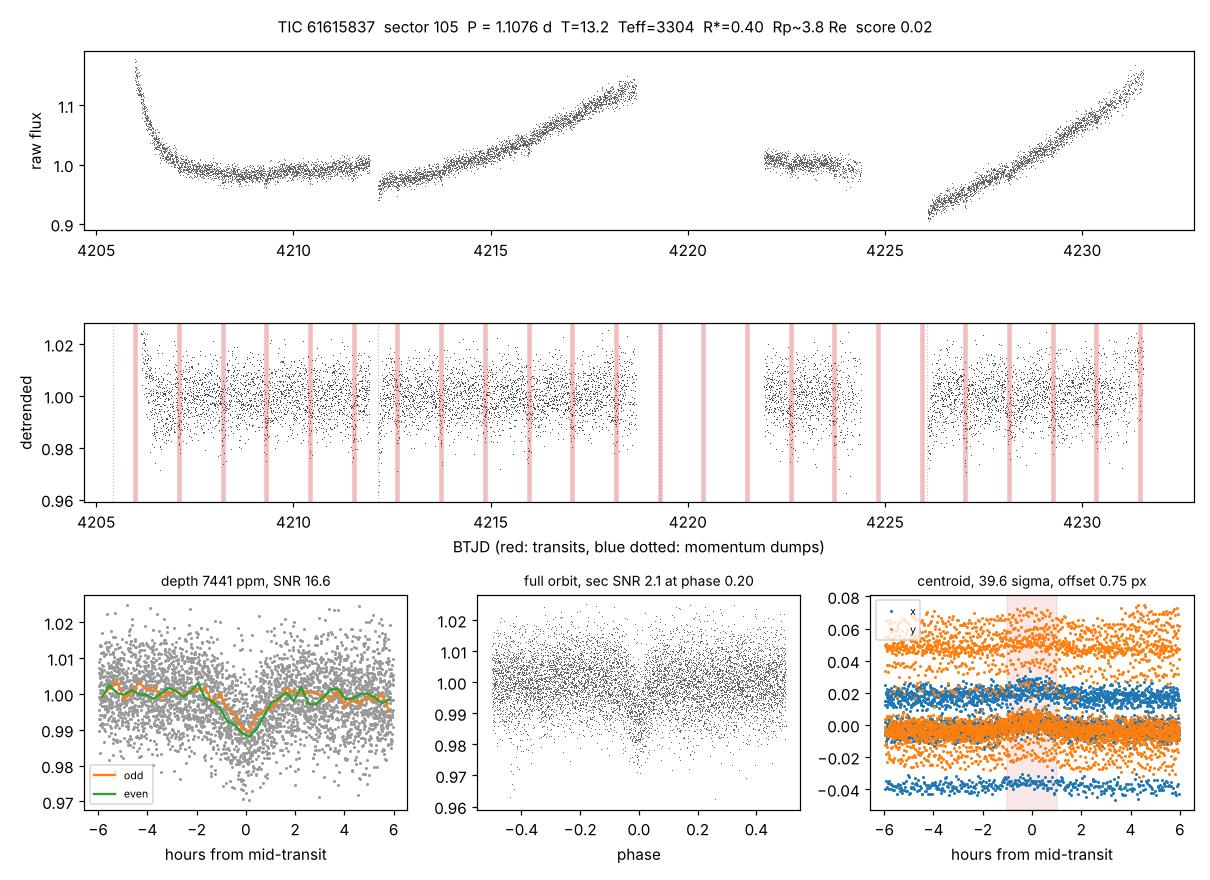 TIC 61615837 sector 105 P = 1.1076 d T=13.2 Teff=3304 R*=0.40 Rp~3.8 Re score 0.02
raw flux
1.1
1.0
0.9
4205 4210 4215 4220 4225 4230
detrended
1.02
1.00
0.98
0.96
4205 4210 4215 4220 4225 4230
BTJD (red: transits, blue dotted: momentum dumps)
depth 7441 ppm, SNR 16.6
1.02
1.01
1.00
0.99
0.98
0.97
odd
even
−6 −4 −2 0 2 4 6
hours from mid-transit
full orbit, sec SNR 2.1 at phase 0.20
1.02
1.01
1.00
0.99
0.98
0.97
0.96
−0.4 −0.2 0.0 0.2 0.4
phase
centroid, 39.6 sigma, offset 0.75 px
0.08
0.06
0.04
0.02
0.00
−0.02
−0.04
x
y
−6 −4 −2 0 2 4 6
hours from mid-transit